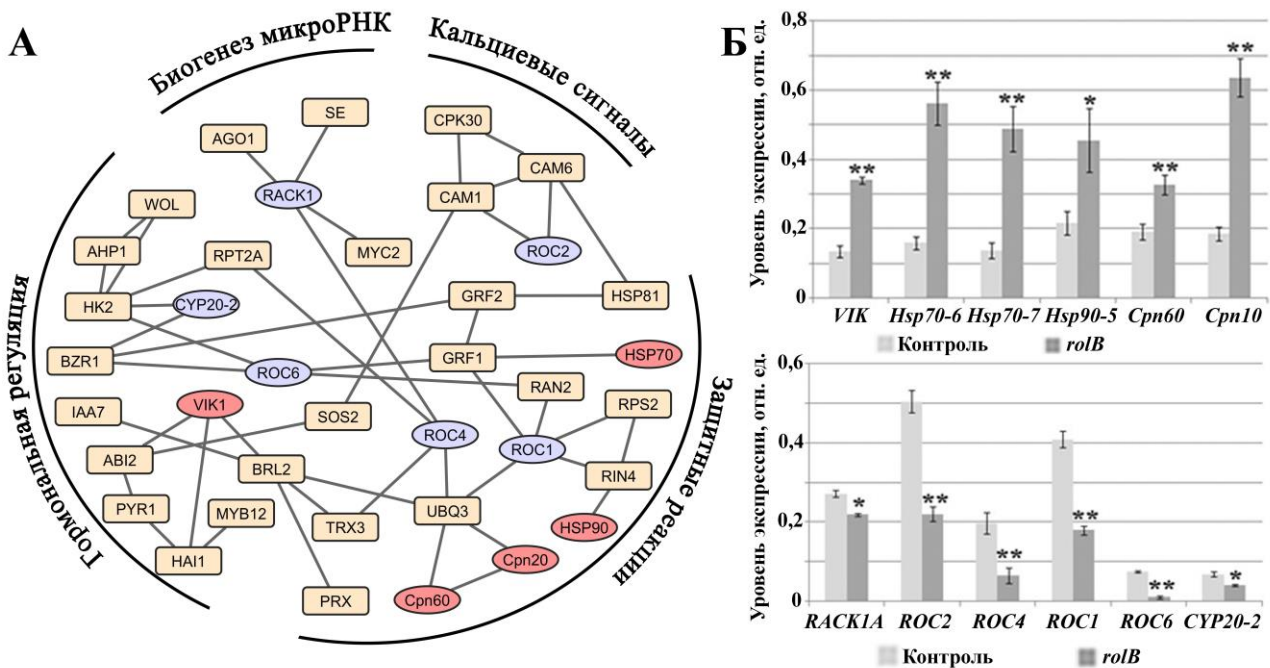 А
Биогенез микроРНК
Кальциевые сигналы
Гормональная регуляция
Защитные реакции
SE
AGO1
CPK30
RACK1
CAM6
WOL
CAM1
AHP1
RPT2A
MYC2
ROC2
HK2
CYP20-2
GRF2
HSP81
BZR1
GRF1
HSP70
ROC6
RAN2
IAA7
VIK1
SOS2
RPS2
ROC4
ROC1
ABI2
BRL2
RIN4
PYR1
MYB12
TRX3
UBQ3
HSP90
HAI1
Cpn20
PRX
Cpn60
Б
Уровень экспрессии, отн. ед.
0,8
0,6
0,4
0,2
0
**
**
**
*
**
**
VIK Hsp70-6 Hsp70-7 Hsp90-5 Cpn60 Cpn10
Контроль rolB
Уровень экспрессии, отн. ед.
0,6
0,4
0,2
0,0
*
**
**
**
**
*
RACK1A ROC2 ROC4 ROC1 ROC6 CYP20-2
Контроль rolB